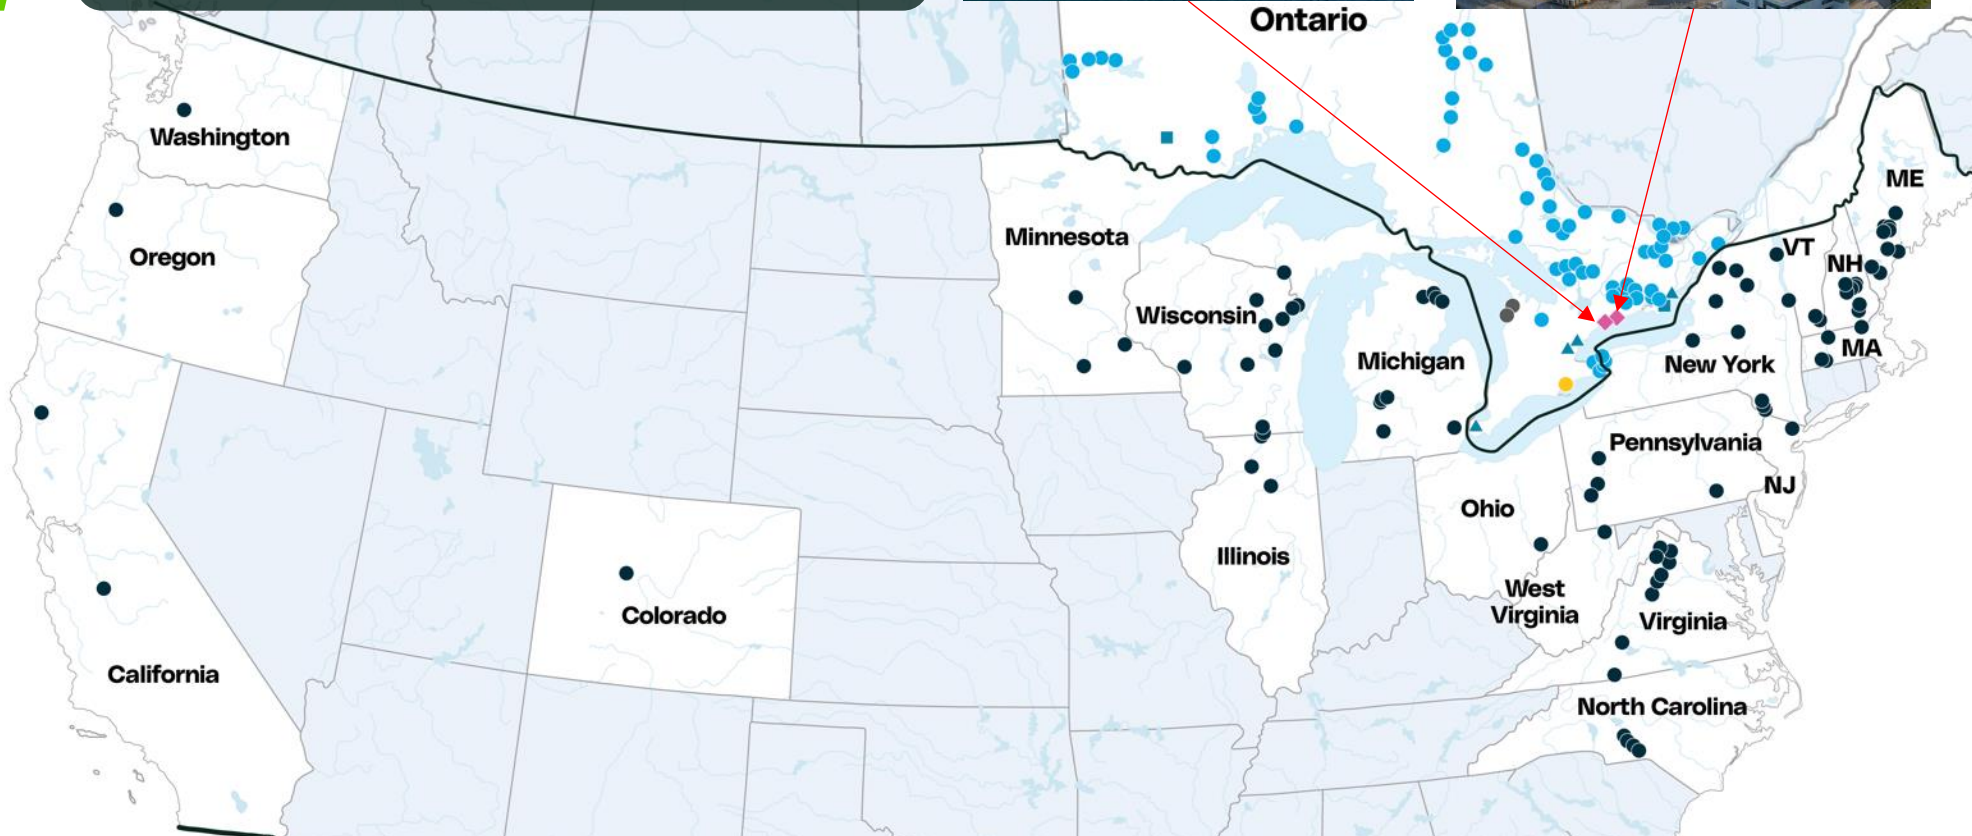 Ontario
Washington
ME
Oregon
Minnesota
VT
NH
Wisconsin
Michigan
MA
New York
Pennsylvania
NJ
Ohio
Illinois
West
Virginia
Colorado
Virginia
California
North Carolina